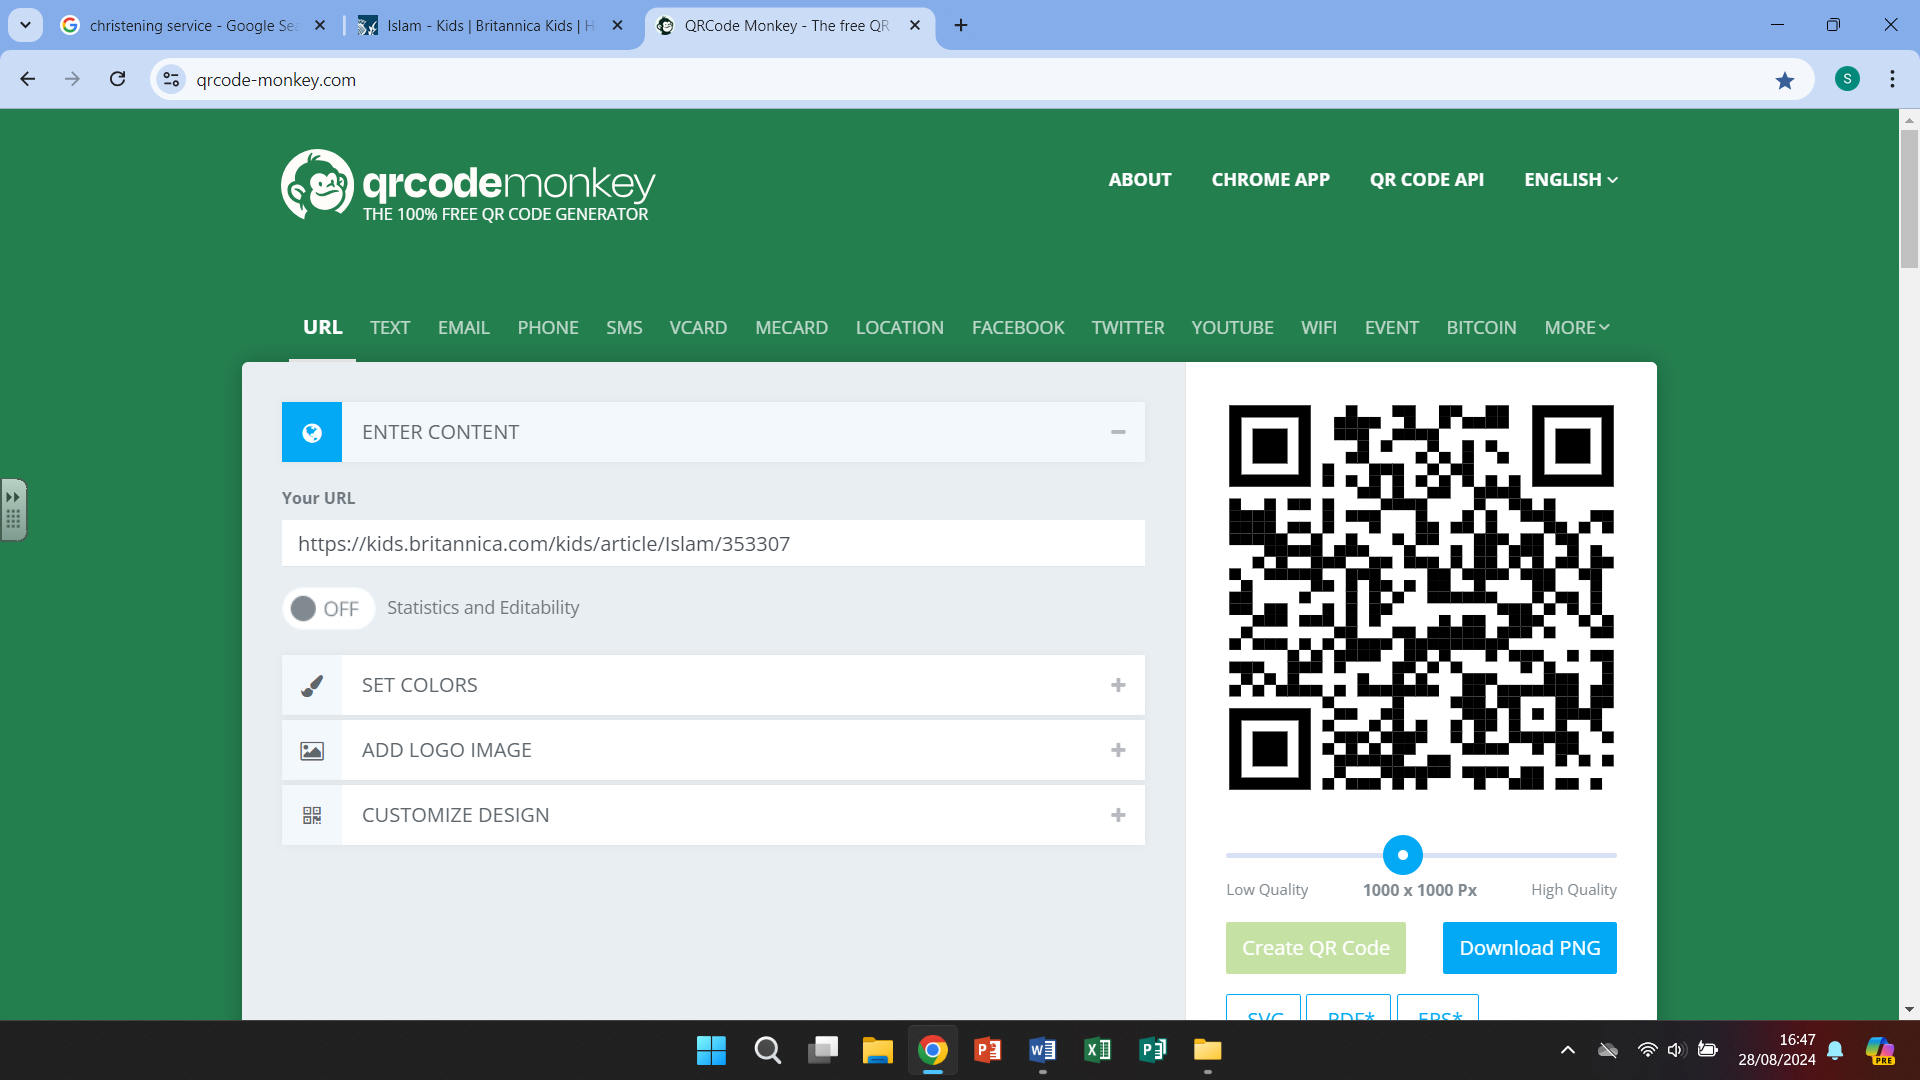 christening service - Google Se
Islam - Kids | Britannica Kids | H
QRCode Monkey - The free QR
qrcode-monkey.com
S
qrcodemonkey
THE 100% FREE QR CODE GENERATOR
ABOUT
CHROME APP
QR CODE API
ENGLISH
URL
TEXT
EMAIL
PHONE
SMS
VCARD
MECARD
LOCATION
FACEBOOK
TWITTER
YOUTUBE
WIFI
EVENT
BITCOIN
MORE
ENTER CONTENT
Your URL
https://kids.britannica.com/kids/article/Islam/353307
OFF
Statistics and Editability
SET COLORS
ADD LOGO IMAGE
CUSTOMIZE DESIGN
Low Quality
1000 x 1000 Px
High Quality
Create QR Code
Download PNG
SVG
PDF*
EPS*
16:47
28/08/2024
PRE